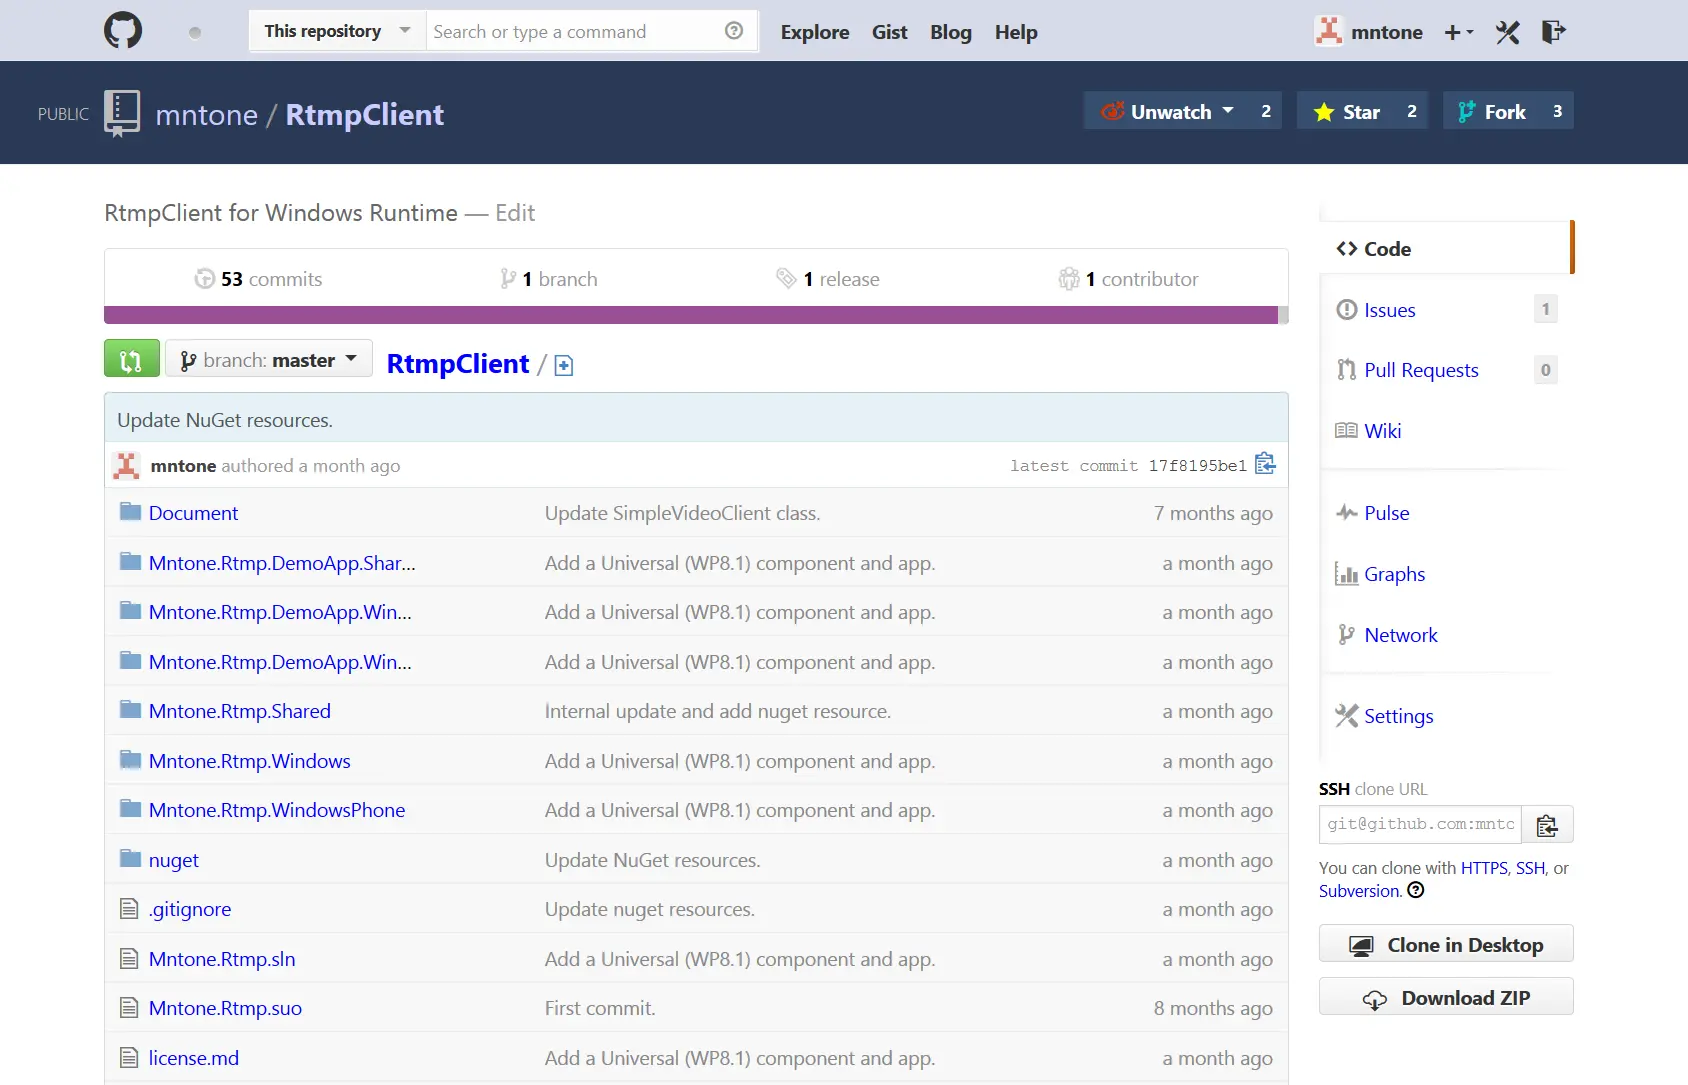 This repository Search or type a command Explore Gist Blog Help mntone
PUBLIC mntone / RtmpClient Unwatch 2 Star 2 Fork 3
RtmpClient for Windows Runtime — Edit
53 commits 1 branch 1 release 1 contributor
branch: master RtmpClient /
Update NuGet resources.
mntone authored a month ago latest commit 17f8195be1
Document Update SimpleVideoClient class. 7 months ago
Mntone.Rtmp.DemoApp.Shar... Add a Universal (WP8.1) component and app. a month ago
Mntone.Rtmp.DemoApp.Win... Add a Universal (WP8.1) component and app. a month ago
Mntone.Rtmp.DemoApp.Win... Add a Universal (WP8.1) component and app. a month ago
Mntone.Rtmp.Shared Internal update and add nuget resource. a month ago
Mntone.Rtmp.Windows Add a Universal (WP8.1) component and app. a month ago
Mntone.Rtmp.WindowsPhone Add a Universal (WP8.1) component and app. a month ago
nuget Update NuGet resources. a month ago
.gitignore Update nuget resources. a month ago
Mntone.Rtmp.sln Add a Universal (WP8.1) component and app. a month ago
Mntone.Rtmp.suo First commit. 8 months ago
license.md Add a Universal (WP8.1) component and app. a month ago
Code
Issues 1
Pull Requests 0
Wiki
Pulse
Graphs
Network
Settings
SSH clone URL
git@github.com:mntc
You can clone with HTTPS, SSH, or
Subversion.
Clone in Desktop
Download ZIP